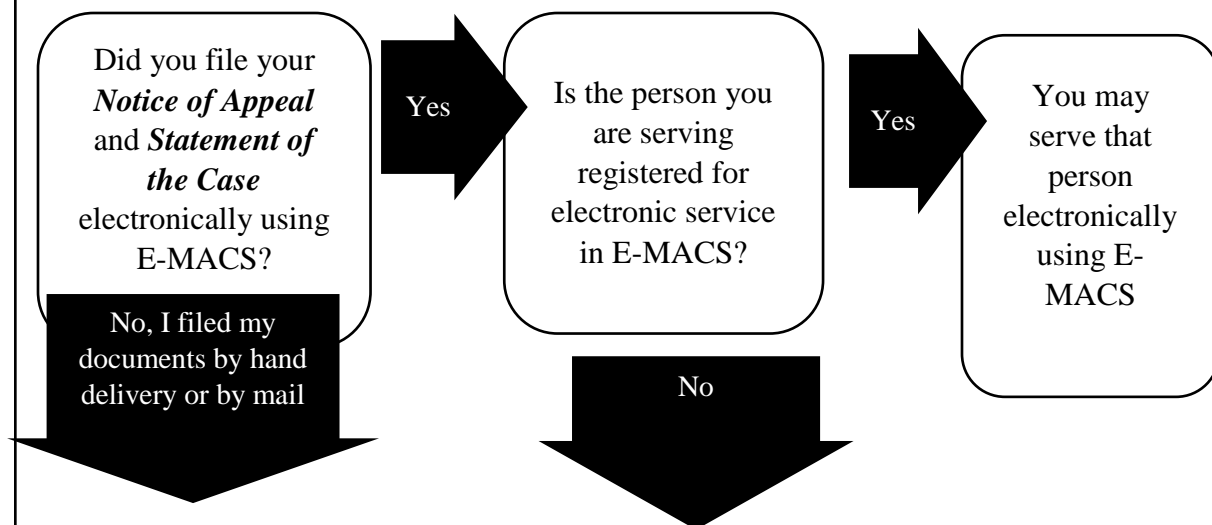 Did you file your
Notice of Appeal
and Statement of
the Case
electronically using
E-MACS?
No, I filed my
documents by hand
delivery or by mail
Yes
Is the person you
are serving
registered for
electronic service
in E-MACS?
No
Yes
You may
serve that
person
electronically
using E-
MACS